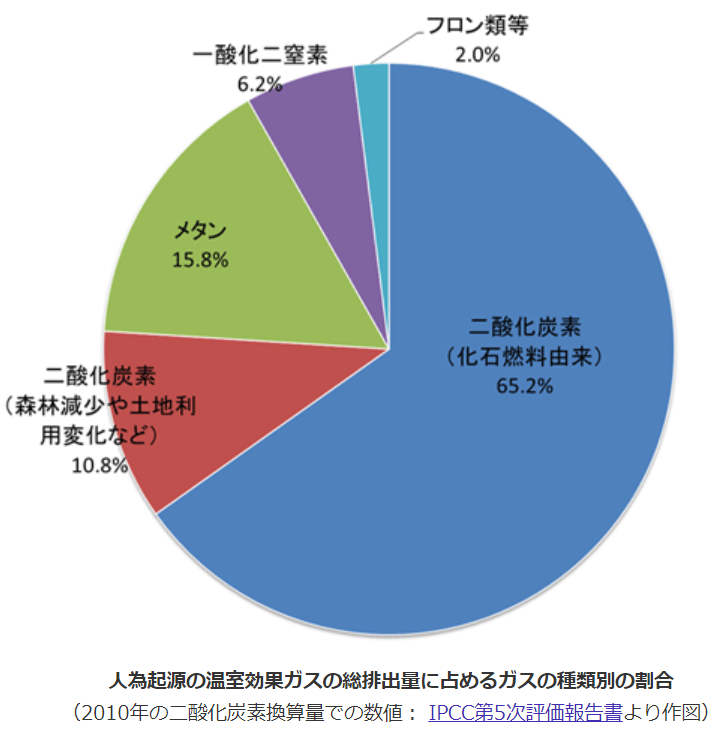 フロン類等
2.0%
一酸化二窒素
6.2%
メタン
15.8%
二酸化炭素
（化石燃料由来）
65.2%
二酸化炭素
（森林減少や土地利
用変化など）
10.8%
人為起源の温室効果ガスの総排出量に占めるガスの種類別の割合
（2010年の二酸化炭素換算量での数値： IPCC第5次評価報告書より作図）